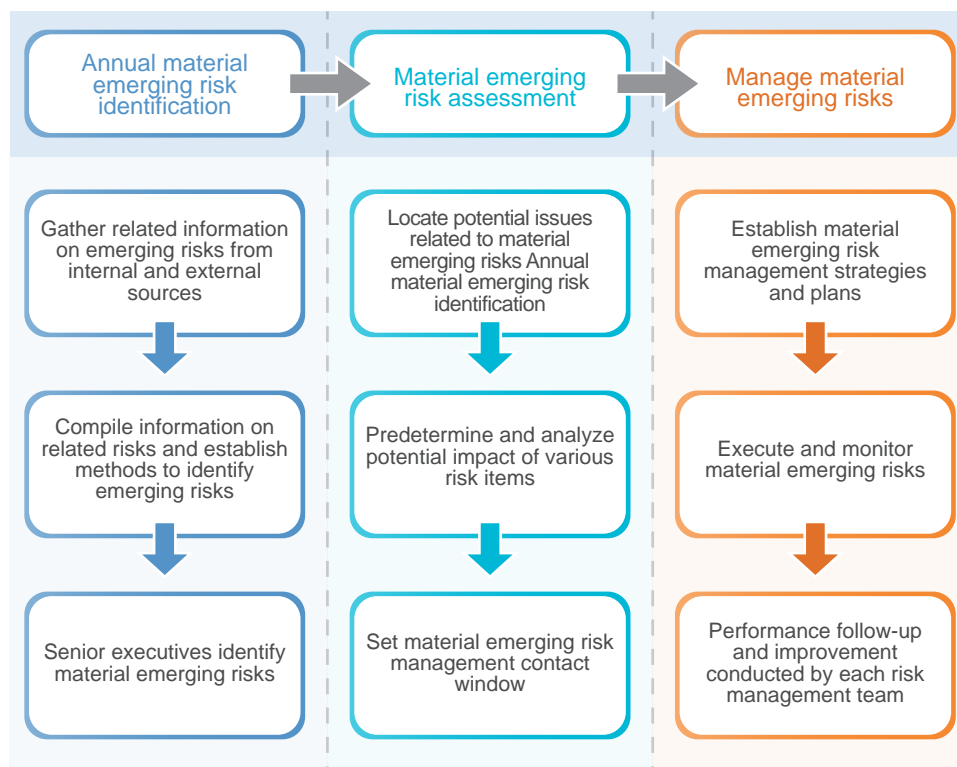 Annual material
emerging risk
identification
Material emerging
risk assessment
Manage material
emerging risks
Gather related information
on emerging risks from
internal and external
sources
Compile information on
related risks and establish
methods to identify
emerging risks
Senior executives identify
material emerging risks
Locate potential issues
related to material
emerging risks Annual
material emerging risk
identification
Predetermine and analyze
potential impact of various
risk items
Set material emerging risk
management contact
window
Establish material
emerging risk
management strategies
and plans
Execute and monitor
material emerging risks
Performance follow-up
and improvement
conducted by each risk
management team